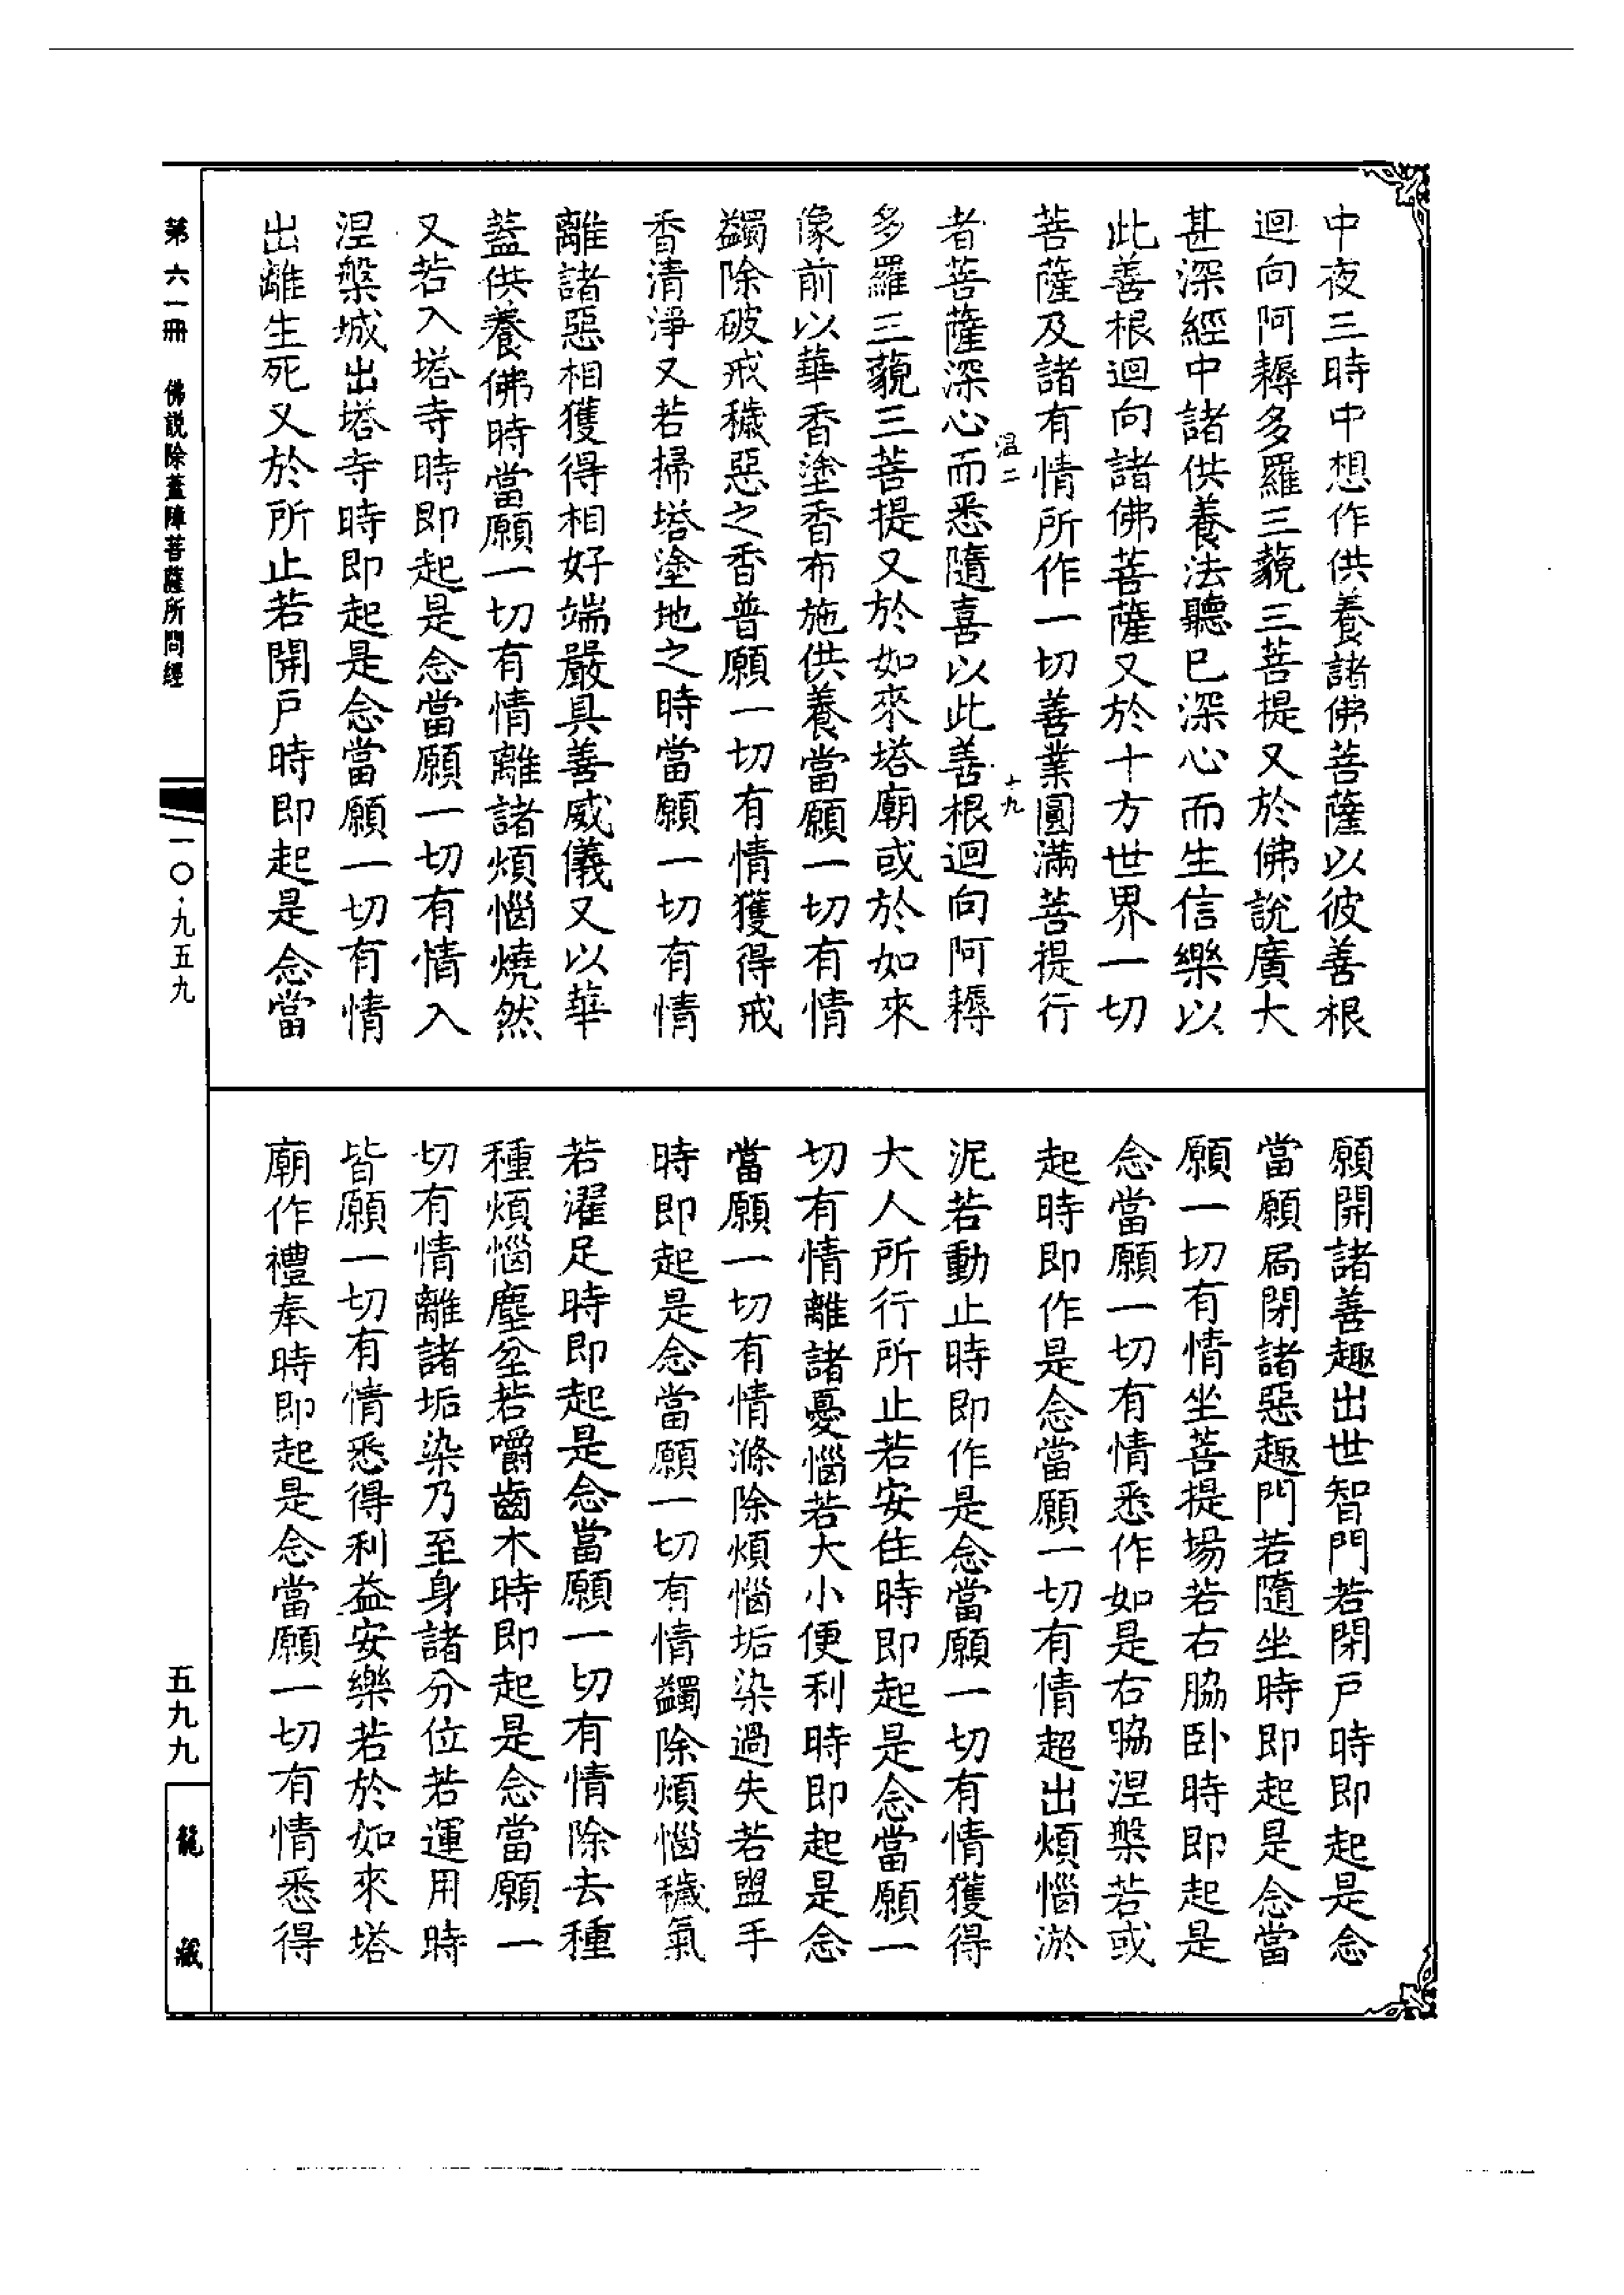 中夜三時中想作供養諸佛菩薩以彼善根
迴向阿耨多羅三藐三菩提又於佛說廣大
甚深經中諸供養法聽已深心而生信樂以
此善根迴向諸佛菩薩又於十方世界一切
菩薩及諸有情所作一切善業圓滿菩提行
温二
十九
者菩薩深心而悉隨喜以此善根迴向阿耨
多羅三藐三菩提又於如來塔廟或於如來
像前以華香塗香布施供養當願一切有情
蠲除破戒穢惡之香普願一切有情獲得戒
香清淨又若掃塔塗地之時當願一切有情
離諸惡相獲得相好端嚴具善威儀又以華
蓋供養佛時當願一切有情離諸煩惱燒然
又若入塔寺時即起是念當願一切有情入
涅槃城出塔寺時即起是念當願一切有情
出離生死又於所止若開戶時即起是念當
願開諸善趣出世智門若閉戶時即起是念
當願扃閉諸惡趣門若隨坐時即起是念當
願一切有情坐菩提場若右脇卧時即起是
念當願一切有情悉作如是右脇涅槃若或
起時即作是念當願一切有情超出煩惱淤
泥若動止時即作是念當願一切有情獲得
大人所行所止若安住時即起是念當願一
切有情離諸憂惱若大小便利時即起是念
當願一切有情滌除煩惱垢染過失若盥手
時即起是念當願一切有情蠲除煩惱穢氣
若濯足時即起是念當願一切有情除去種
種煩惱塵坌若嚼齒木時即起是念當願一
切有情離諸垢染乃至身諸分位若運用時
皆願一切有情悉得利益安樂若於如來塔
廟作禮奉時即起是念當願一切有情悉得
第六一冊 佛説除蓋障菩薩所問經
一〇·九五九
五九九
龍藏